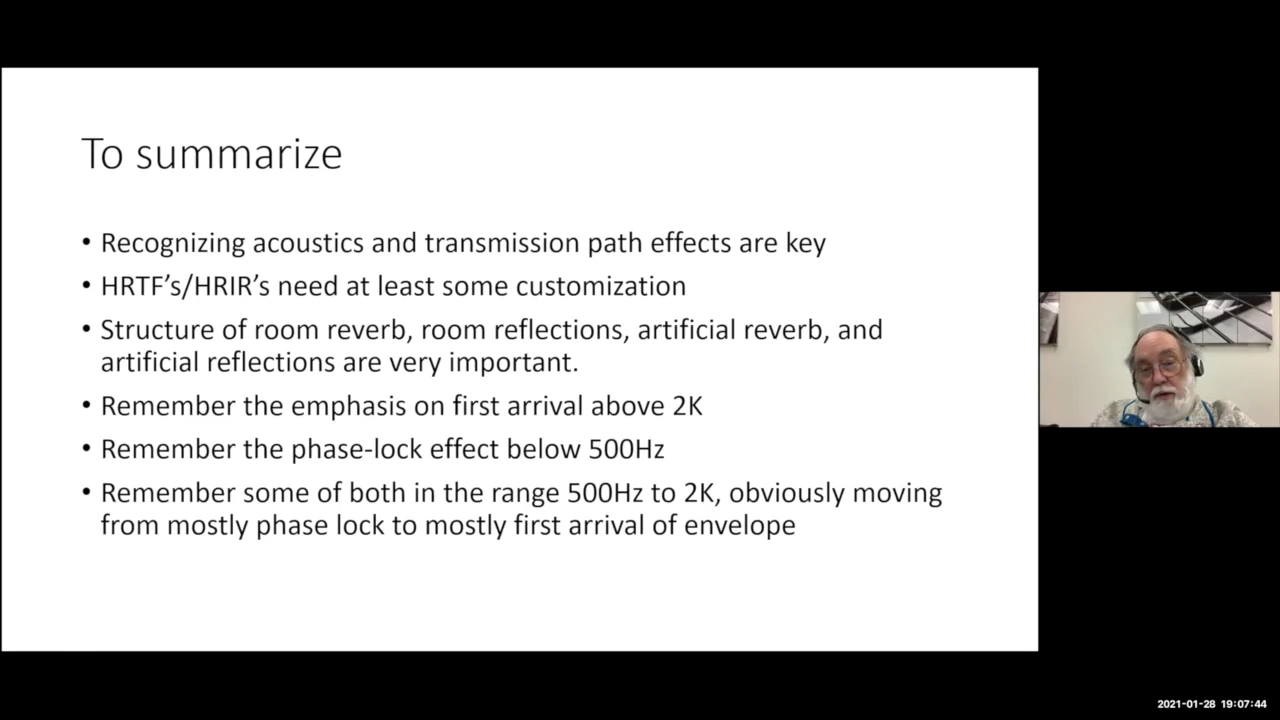 To summarize
• Recognizing acoustics and transmission path effects are key
• HRTF’s/HRIR’s need at least some customization
• Structure of room reverb, room reflections, artificial reverb, and
artificial reflections are very important.
• Remember the emphasis on first arrival above 2K
• Remember the phase-lock effect below 500Hz
• Remember some of both in the range 500Hz to 2K, obviously moving
from mostly phase lock to mostly first arrival of envelope
2021-01-28 19:07:44